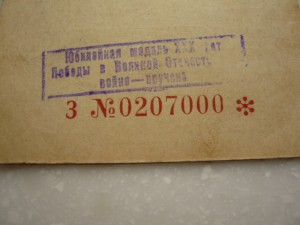 Юбилейная медаль XXX лет
Победы в Великой Отечеств
войне — вручена
З №0207000 *